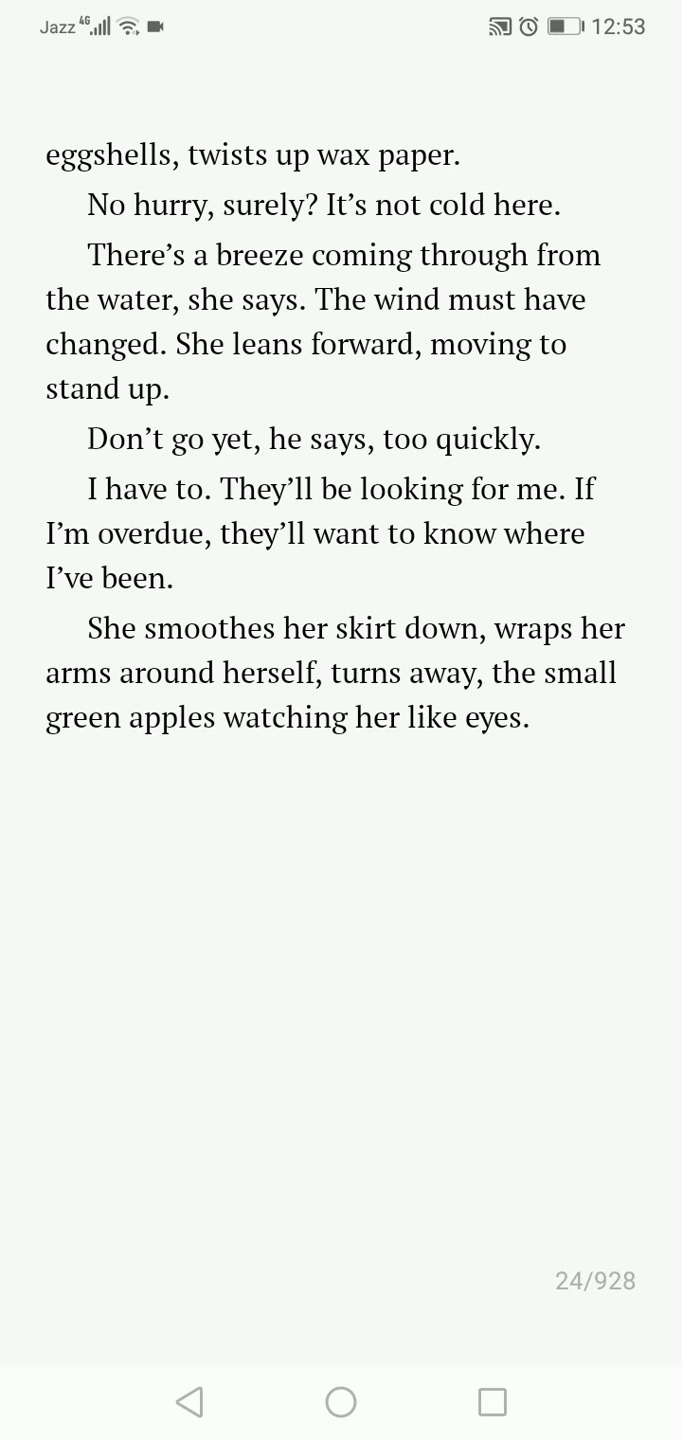 Jazz 4G 12:53
eggshells, twists up wax paper.
No hurry, surely? It’s not cold here.
There’s a breeze coming through from
the water, she says. The wind must have
changed. She leans forward, moving to
stand up.
Don’t go yet, he says, too quickly.
I have to. They’ll be looking for me. If
I’m overdue, they’ll want to know where
I’ve been.
She smoothes her skirt down, wraps her
arms around herself, turns away, the small
green apples watching her like eyes.
24/928